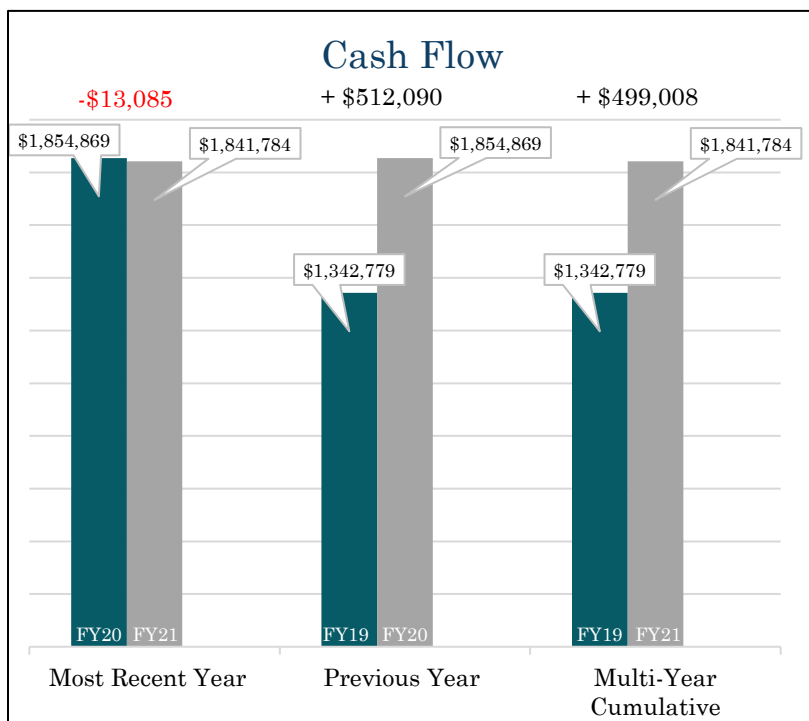 Cash Flow
-$13,085
+ $512,090
+ $499,008
$1,854,869
$1,841,784
$1,854,869
$1,841,784
$1,342,779
$1,342,779
FY20
FY21
FY19
FY20
FY19
FY21
Most Recent Year
Previous Year
Multi-Year
Cumulative